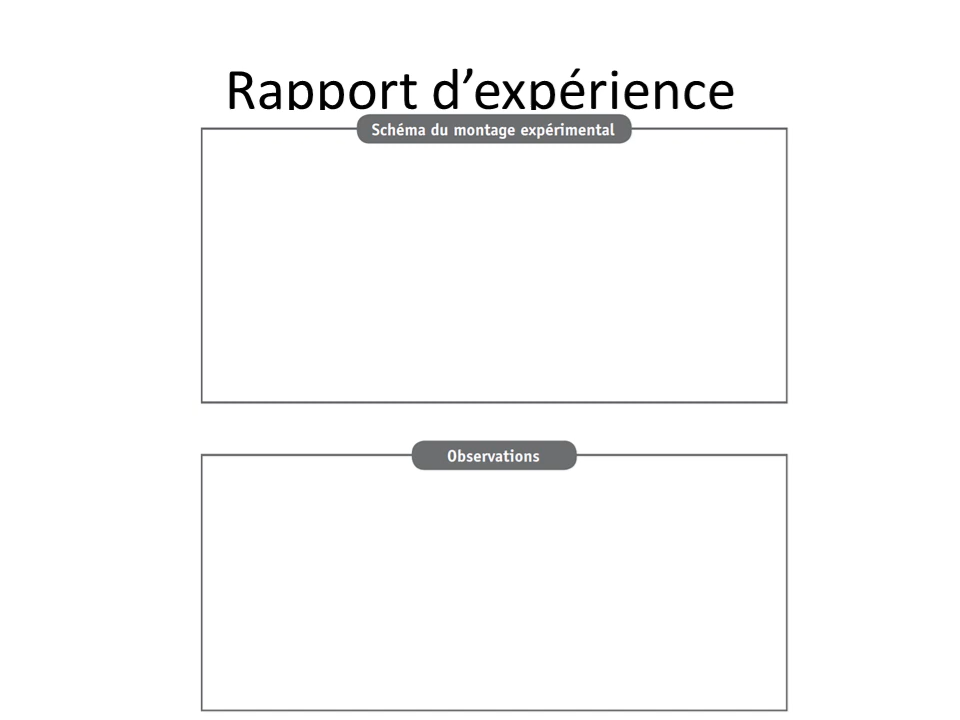 Rapport d’expérience
Schéma du montage expérimental
Observations